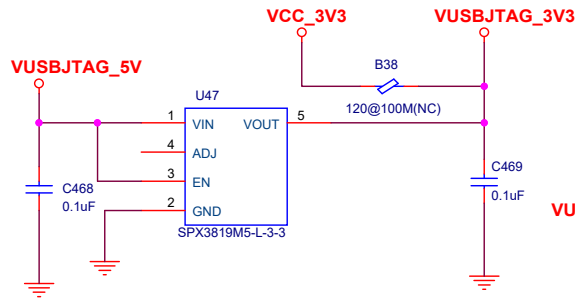 VCC_3V3
VUSBJTAG_3V3
VUSBJTAG_5V
B38
U47
120@100M(NC)
1
VIN
VOUT
5
4
ADJ
3
EN
2
GND
C468
0.1uF
C469
0.1uF
SPX3819M5-L-3-3
VU